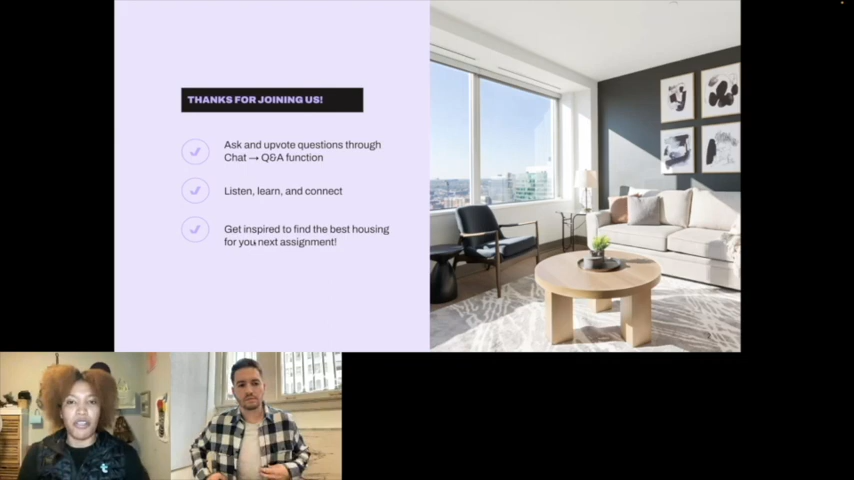 THANKS FOR JOINING US!
Ask and upvote questions through
Chat → Q&A function
Listen, learn, and connect
Get inspired to find the best housing
for you next assignment!
t